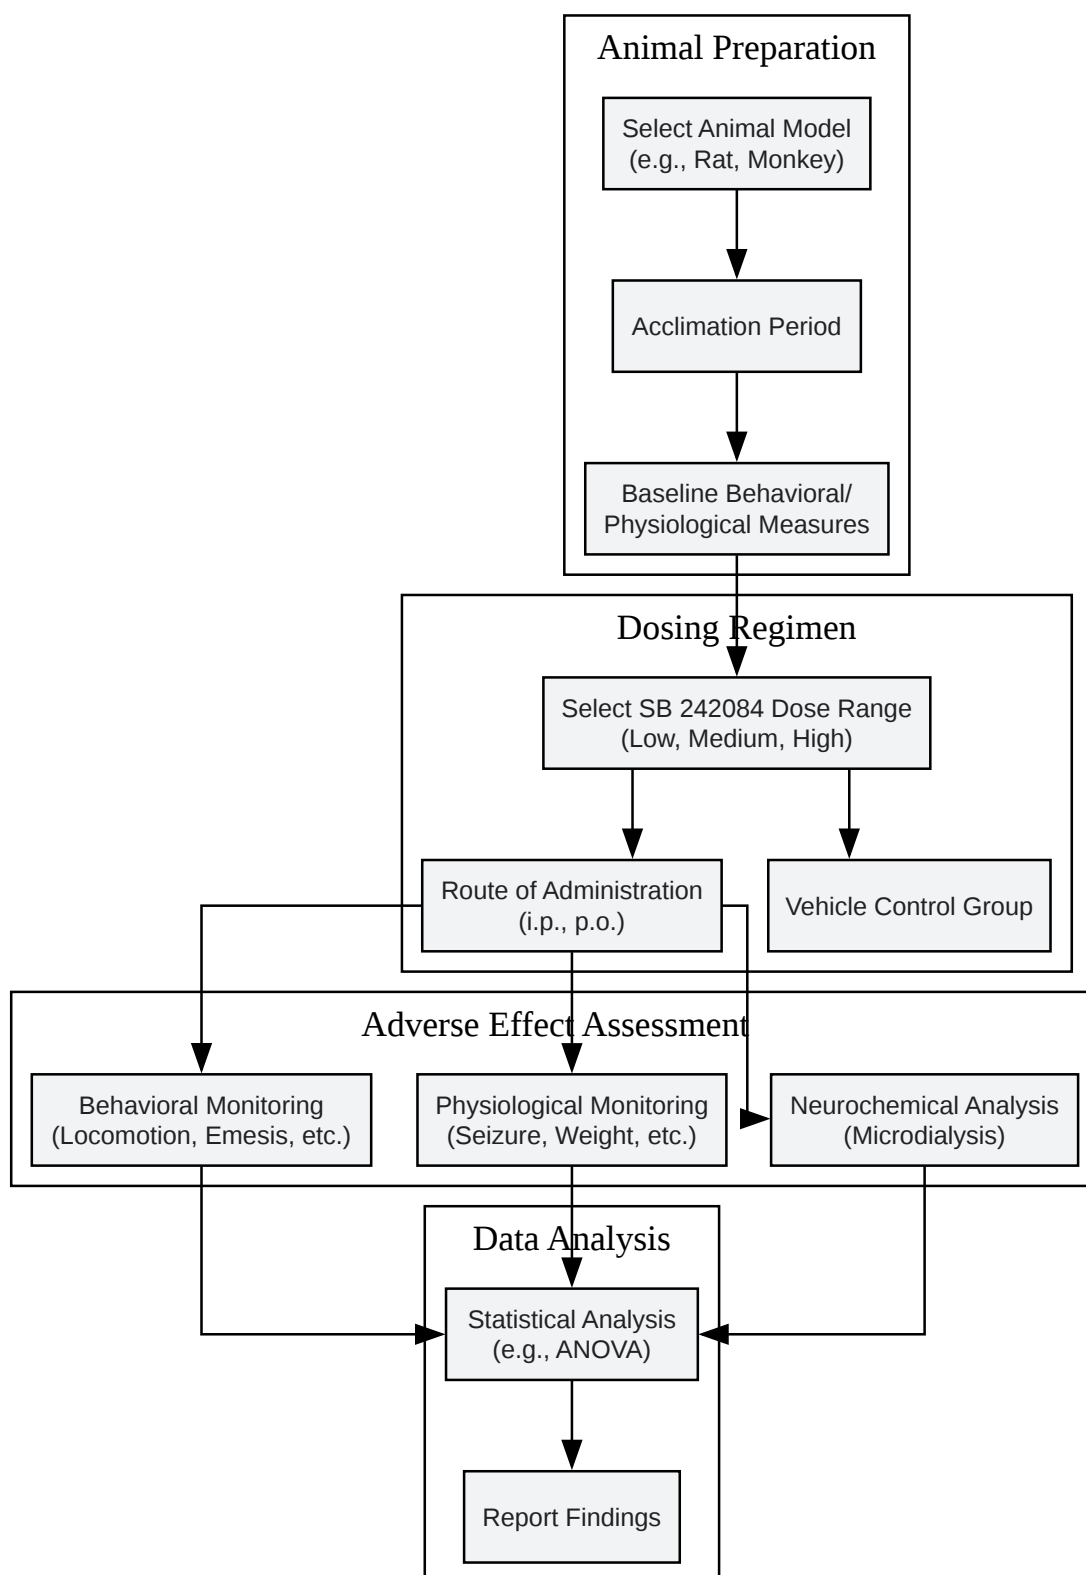 Animal Preparation
Select Animal Model
(e.g., Rat, Monkey)
Acclimation Period
Baseline Behavioral/
Physiological Measures
Dosing Regimen
Select SB 242084 Dose Range
(Low, Medium, High)
Route of Administration
(i.p., p.o.)
Vehicle Control Group
Adverse Effect Assessment
Behavioral Monitoring
(Locomotion, Emesis, etc.)
Physiological Monitoring
(Seizure, Weight, etc.)
Neurochemical Analysis
(Microdialysis)
Data Analysis
Statistical Analysis
(e.g., ANOVA)
Report Findings